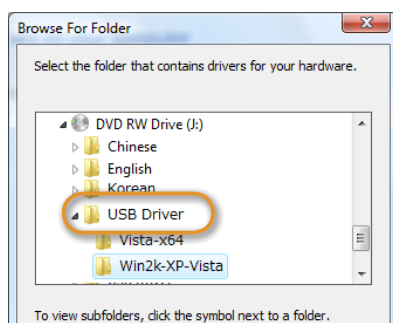 Browse For Folder
Select the folder that contains drivers for your hardware.
DVD RW Drive (J:)
Chinese
English
Korean
USB Driver
Vista-x64
Win2k-XP-Vista
To view subfolders, click the symbol next to a folder.